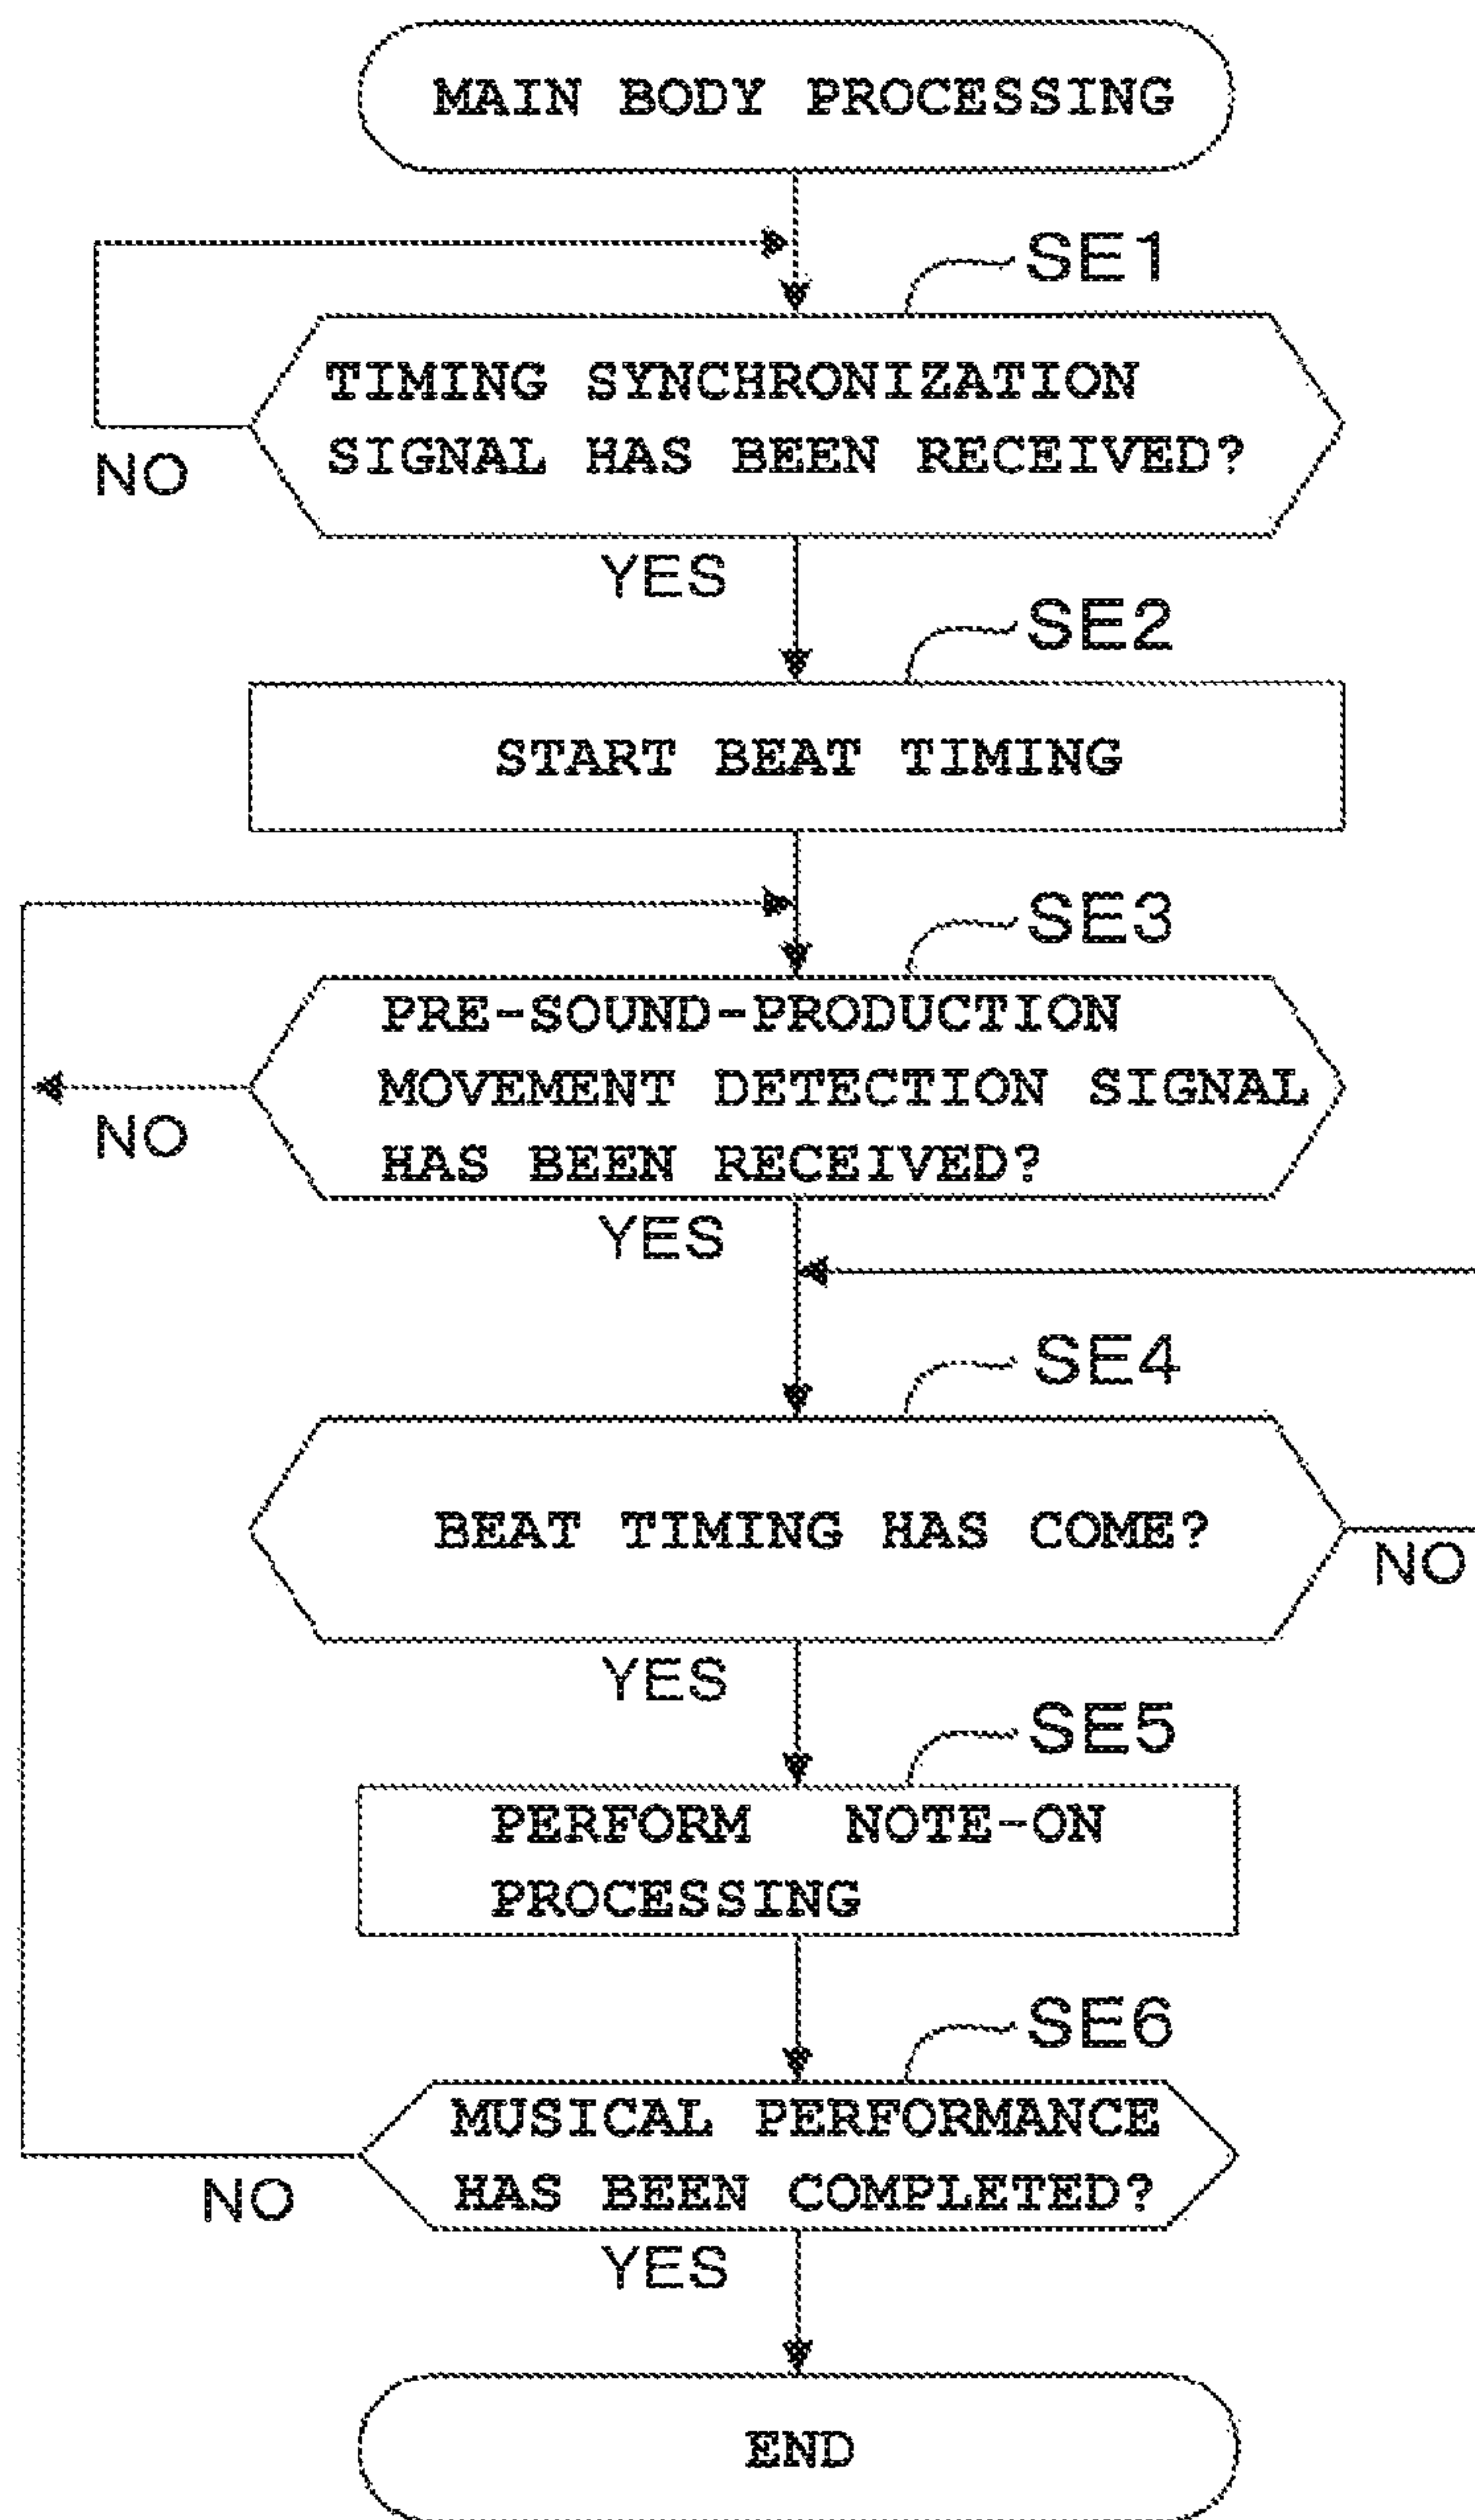 MAIN BODY PROCESSING
SE1
TIMING SYNCHRONIZATION
SIGNAL HAS BEEN RECEIVED?
NO
YES
SE2
START BEAT TIMING
SE3
PRE-SOUND-PRODUCTION
MOVEMENT DETECTION SIGNAL
HAS BEEN RECEIVED?
NO
YES
SE4
BEAT TIMING HAS COME?
NO
YES
SE5
PERFORM NOTE-ON
PROCESSING
SE6
MUSICAL PERFORMANCE
HAS BEEN COMPLETED?
NO
YES
END